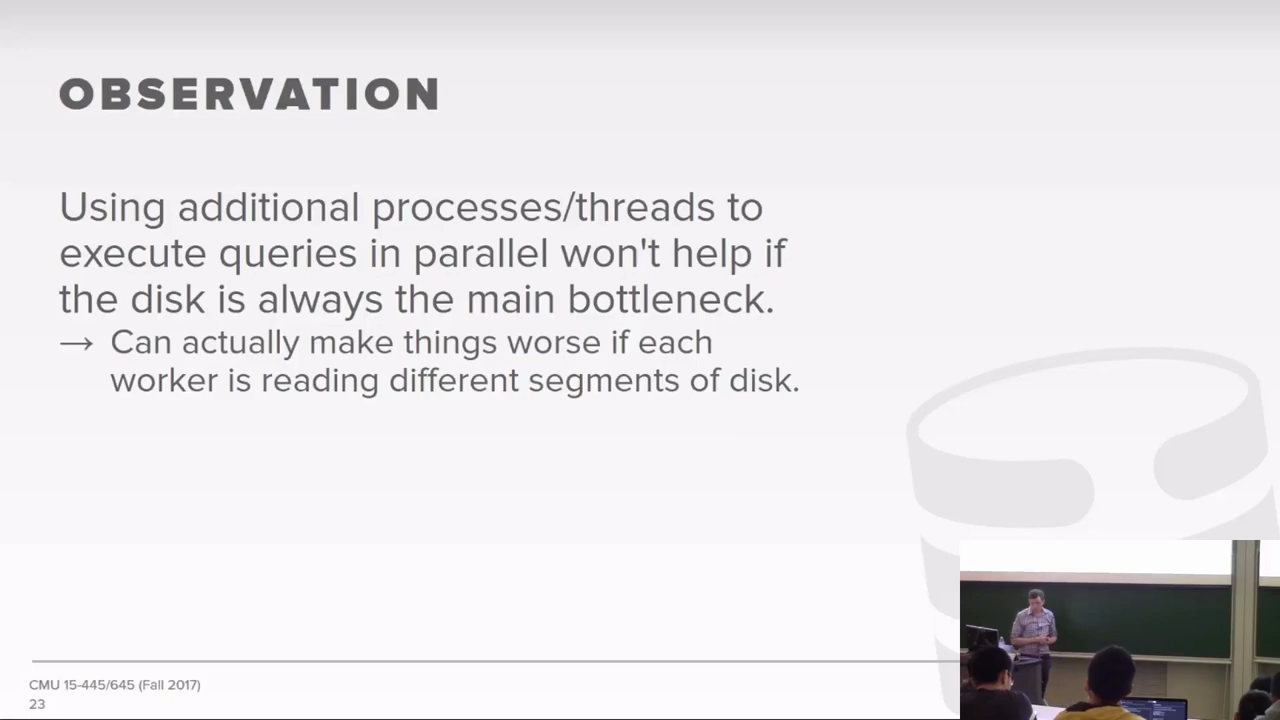 OBSERVATION
Using additional processes/threads to
execute queries in parallel won't help if
the disk is always the main bottleneck.
→ Can actually make things worse if each
worker is reading different segments of disk.
CMU 15-445/645 (Fall 2017)
23